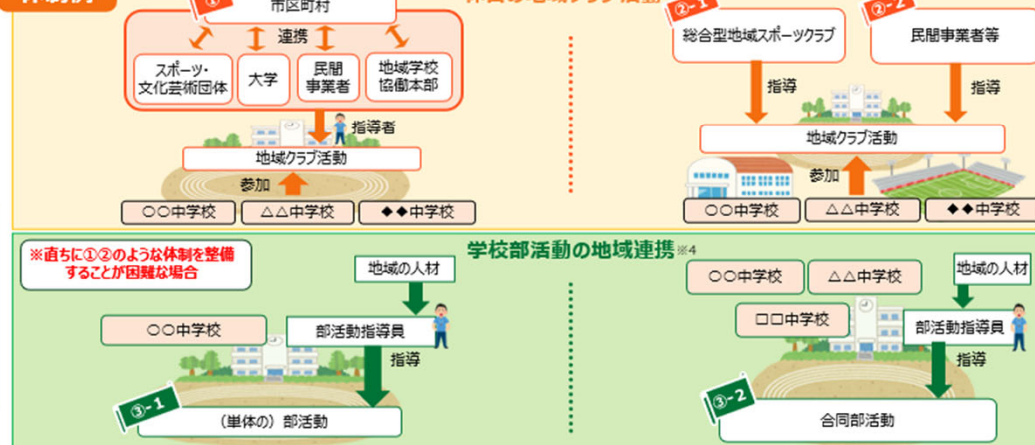 ①
市区町村
連携
スポーツ・
文化芸術団体
大学
民間
事業者
地域学校
協働本部
指導者
地域クラブ活動
参加
○○中学校
△△中学校
◆◆中学校
②-1
総合型地域スポーツクラブ
②-2
民間事業者等
指導
指導
地域クラブ活動
参加
○○中学校
△△中学校
◆◆中学校
※直ちに①②のような体制を整備
することが困難な場合
学校部活動の地域連携※4
地域の人材
○○中学校
部活動指導員
指導
③-1
(単体の)部活動
○○中学校
△△中学校
□□中学校
地域の人材
部活動指導員
指導
③-2
合同部活動